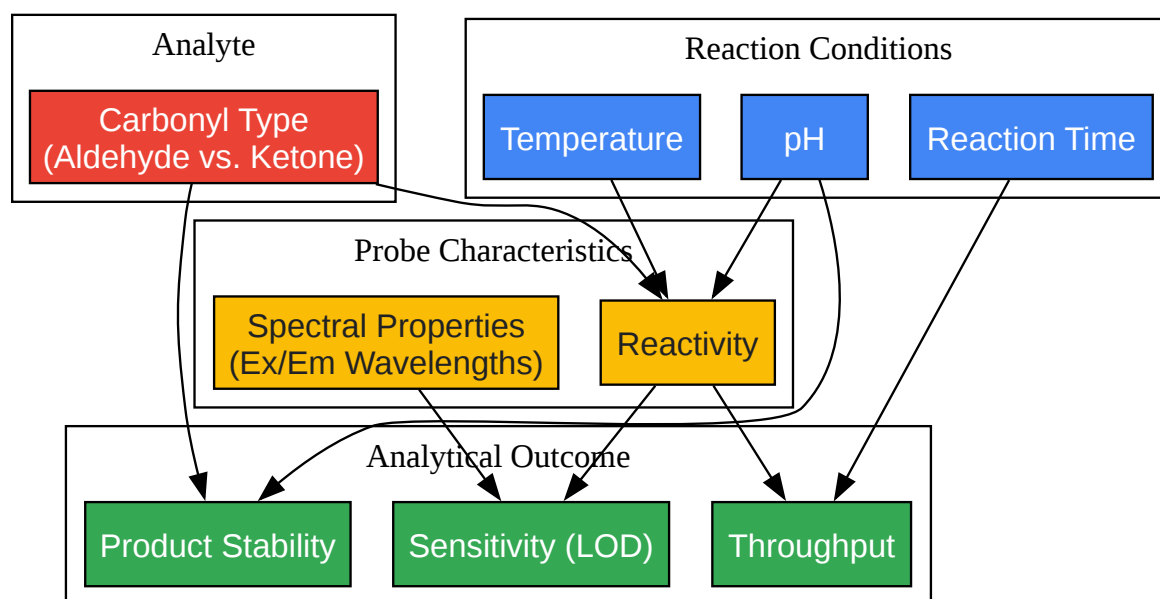 Analyte
Reaction Conditions
Carbonyl Type
(Aldehyde vs. Ketone)
Temperature
pH
Reaction Time
Probe Characteristics
Spectral Properties
(Ex/Em Wavelengths)
Reactivity
Analytical Outcome
Product Stability
Sensitivity (LOD)
Throughput